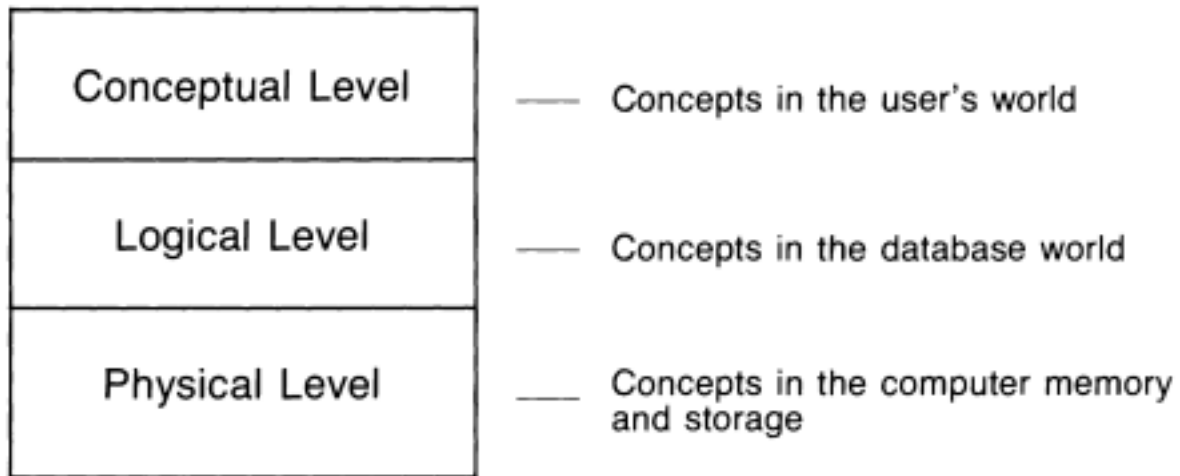 Conceptual Level
Concepts in the user's world
Logical Level
Concepts in the database world
Physical Level
Concepts in the computer memory
and storage